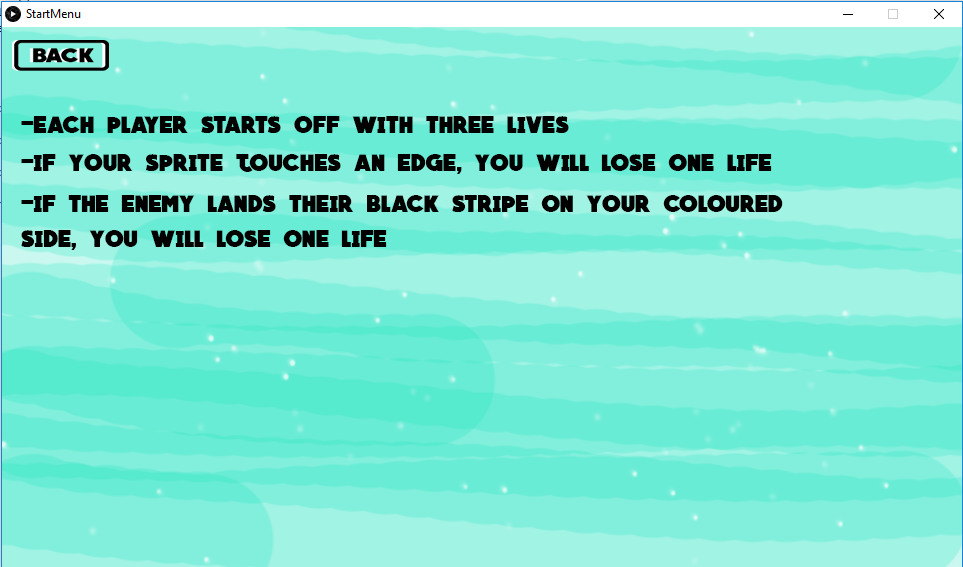 StartMenu
BACK
-EACH PLAYER STARTS OFF WITH THREE LIVES
-IF YOUR SPRITE TOUCHES AN EDGE, YOU WILL LOSE ONE LIFE
-IF THE ENEMY LANDS THEIR BLACK STRIPE ON YOUR COLOURED
SIDE, YOU WILL LOSE ONE LIFE